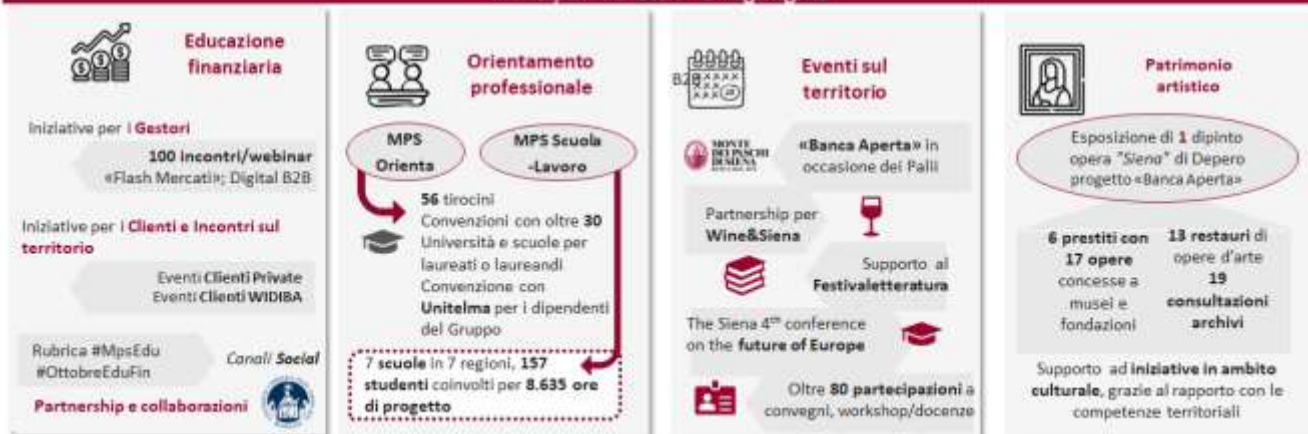 Educazione
finanziaria
Iniziative per i Gestori
100 incontri/webinar
«Flash Mercati»; Digital B2B
Iniziative per i Clienti e Incontri sul
territorio
Eventi Clienti Private
Eventi Clienti WIDIBA
Rubrica #MpsEdu
#OttobreEduFin
Canali Social
Partnership e collaborazioni
Orientamento
professionale
MPS
Orienta
MPS Scuola
-Lavoro
56 tirocini
Convenzioni con oltre 30
Università e scuole per
laureati o laureandi
Convenzione con
Unitelma per i dipendenti
del Gruppo
7 scuole in 7 regioni, 157
studenti coinvolti per 8.635 ore
di progetto
B2B
Eventi sul
territorio
MONTE
DEI PASCHI
DI SIENA
«Banca Aperta» in
occasione dei Palii
Partnership per
Wine&Siena
Supporto al
Festivaletteratura
The Siena 4th conference
on the future of Europe
Oltre 80 partecipazioni a
convegni, workshop/docenze
Patrimonio
artistico
Esposizione di 1 dipinto
opera "Siena" di Depero
progetto «Banca Aperta»
6 prestiti con
17 opere
concesse a
musei e
fondazioni
13 restauri di
opere d'arte
19
consultazioni
archivi
Supporto ad iniziative in ambito
culturale, grazie al rapporto con le
competenze territoriali